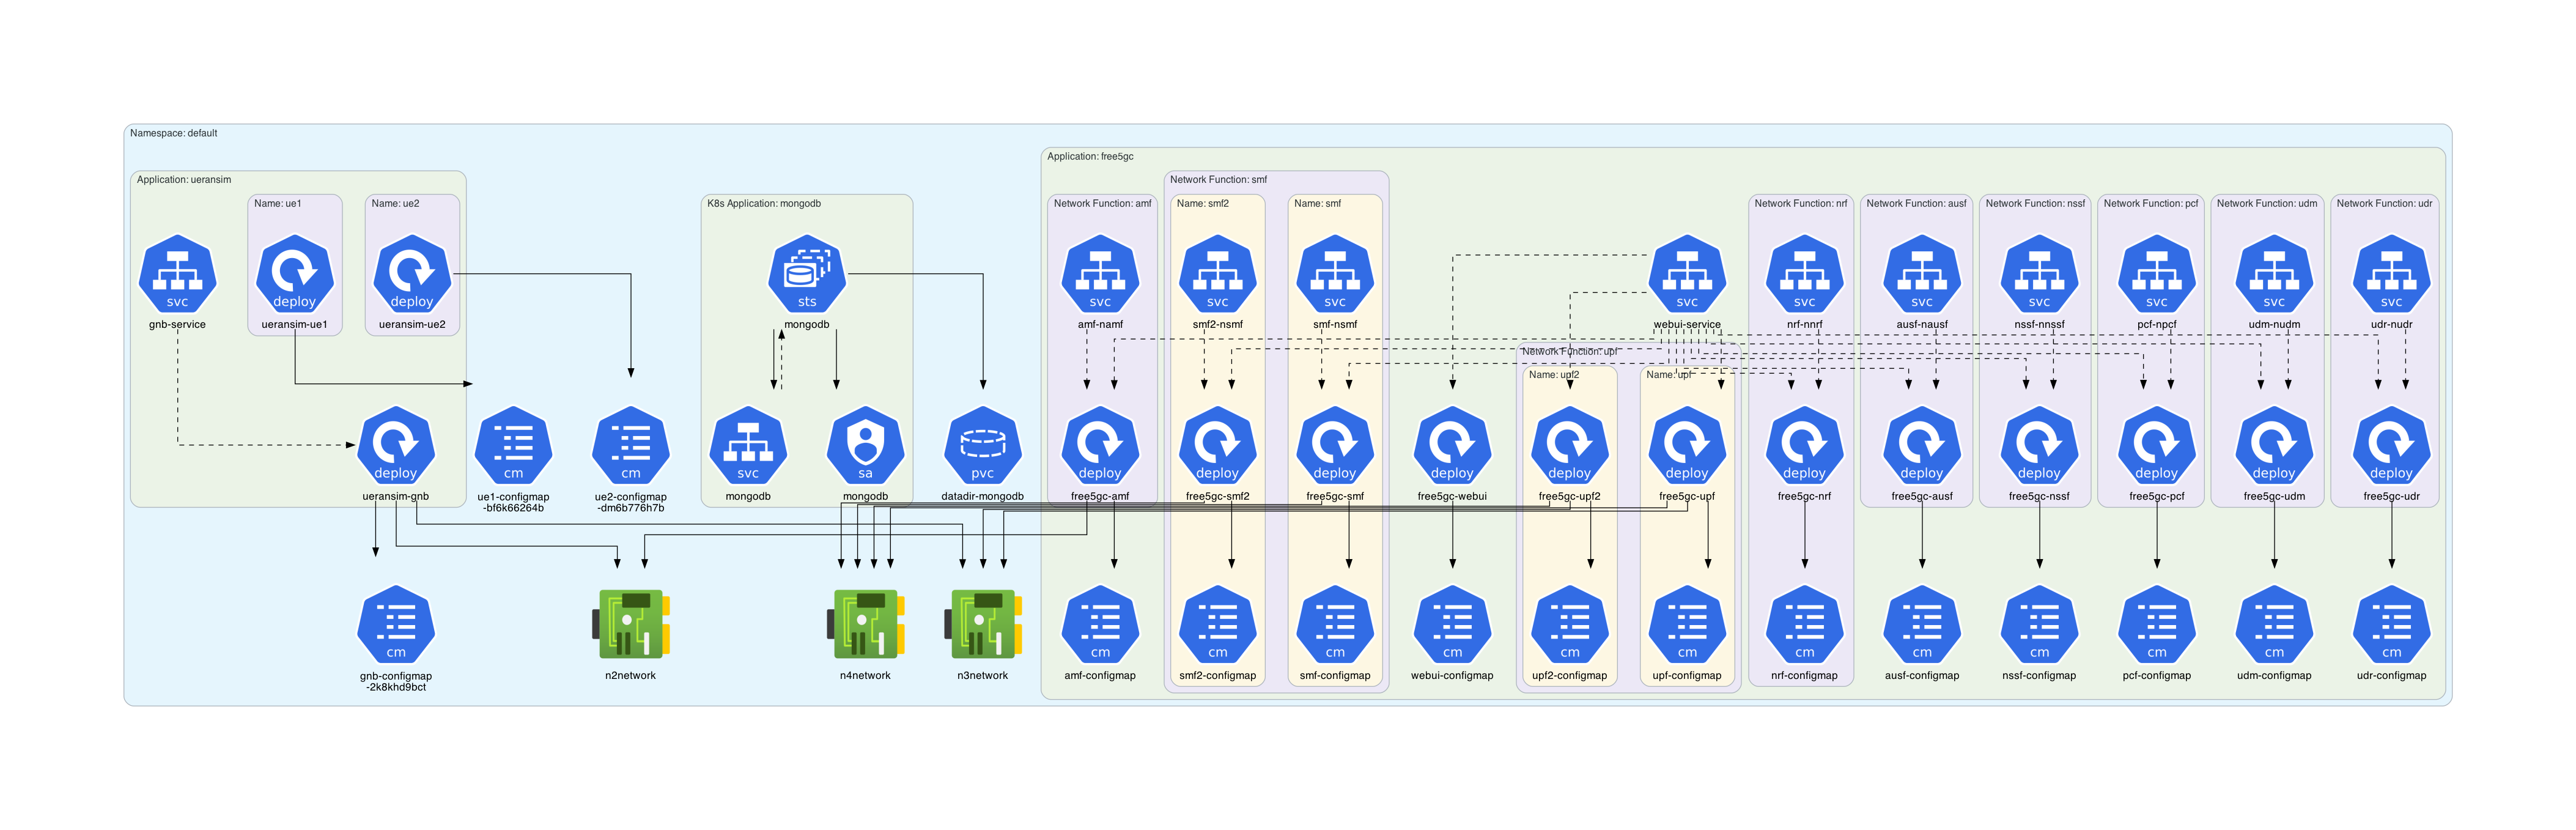 Namespace: default
Application: free5gc
Application: ueransim
Network Function: smf
Name: ue1
Name: ue2
K8s Application: mongodb
Network Function: amf
Name: smf2
Name: smf
Network Function: nrf
Network Function: ausf
Network Function: nssf
Network Function: pcf
Network Function: udm
Network Function: udr
svc
deploy
deploy
sts
svc
svc
svc
svc
svc
svc
svc
svc
svc
svc
gnb-service
ueransim-ue1
ueransim-ue2
mongodb
amf-namf
smf2-nsmf
smf-nsmf
webui-service
nrf-nnrf
ausf-nausf
nssf-nnssf
pcf-npcf
udm-nudm
udr-nudr
Network Function: upf
Name: upf2
Name: upf
deploy
cm
cm
svc
sa
pvc
deploy
deploy
deploy
deploy
deploy
deploy
deploy
deploy
deploy
deploy
deploy
deploy
ueransim-gnb
ue1-configmap
-bf6k66264b
ue2-configmap
-dm6b776h7b
mongodb
mongodb
datadir-mongodb
free5gc-amf
free5gc-smf2
free5gc-smf
free5gc-webui
free5gc-upf2
free5gc-upf
free5gc-nrf
free5gc-ausf
free5gc-nssf
free5gc-pcf
free5gc-udm
free5gc-udr
cm
cm
cm
cm
cm
cm
cm
cm
cm
cm
cm
cm
cm
gnb-configmap
-2k8khd9bct
n2network
n4network
n3network
amf-configmap
smf2-configmap
smf-configmap
webui-configmap
upf2-configmap
upf-configmap
nrf-configmap
ausf-configmap
nssf-configmap
pcf-configmap
udm-configmap
udr-configmap